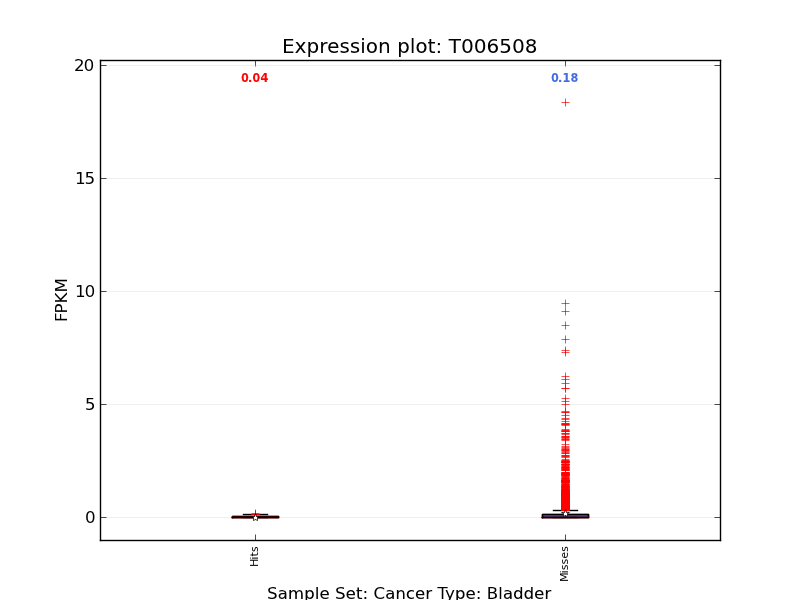 Expression plot: T006508
20
0.04
0.18
15
10
FPKM
5
0
Hits
Misses
Sample Set: Cancer Type: Bladder